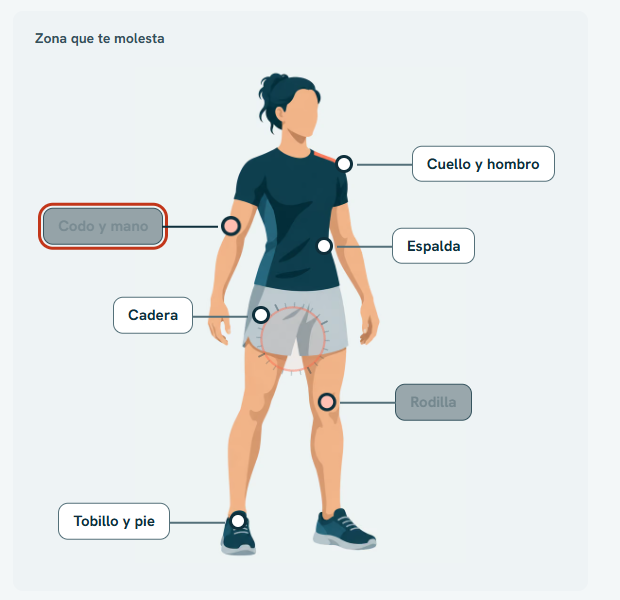 Zona que te molesta
Cuello y hombro
Codo y mano
Espalda
Cadera
Rodilla
Tobillo y pie